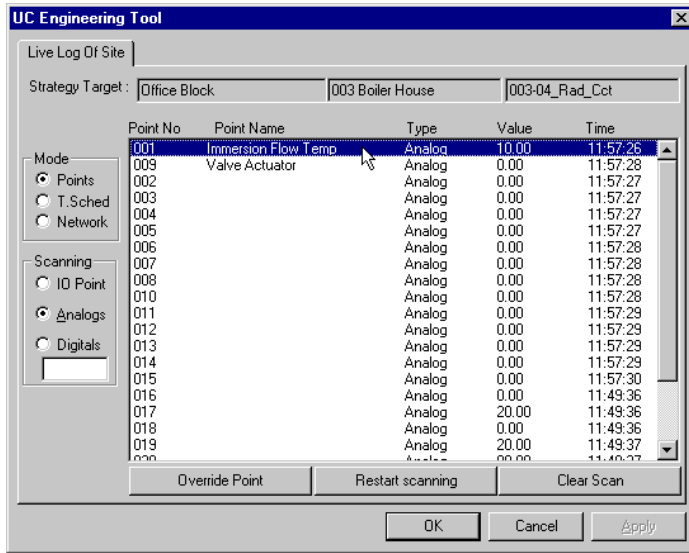 UC Engineering Tool
Live Log Of Site
Strategy Target : Office Block 003 Boiler House 003-04_Rad_Cct
Point No Point Name Type Value Time
Mode
Points
T.Sched
Network
Scanning
IO Point
Analogs
Digitals
001 Immersion Flow Temp Analog 10.00 11:57:26
009 Valve Actuator Analog 0.00 11:57:28
002 Analog 0.00 11:57:27
003 Analog 0.00 11:57:27
004 Analog 0.00 11:57:27
005 Analog 0.00 11:57:27
006 Analog 0.00 11:57:28
007 Analog 0.00 11:57:28
008 Analog 0.00 11:57:28
010 Analog 0.00 11:57:28
011 Analog 0.00 11:57:29
012 Analog 0.00 11:57:29
013 Analog 0.00 11:57:29
014 Analog 0.00 11:57:29
015 Analog 0.00 11:57:30
016 Analog 0.00 11:49:36
017 Analog 20.00 11:49:36
018 Analog 0.00 11:49:36
019 Analog 20.00 11:49:37
Override Point Restart scanning Clear Scan
OK Cancel Apply